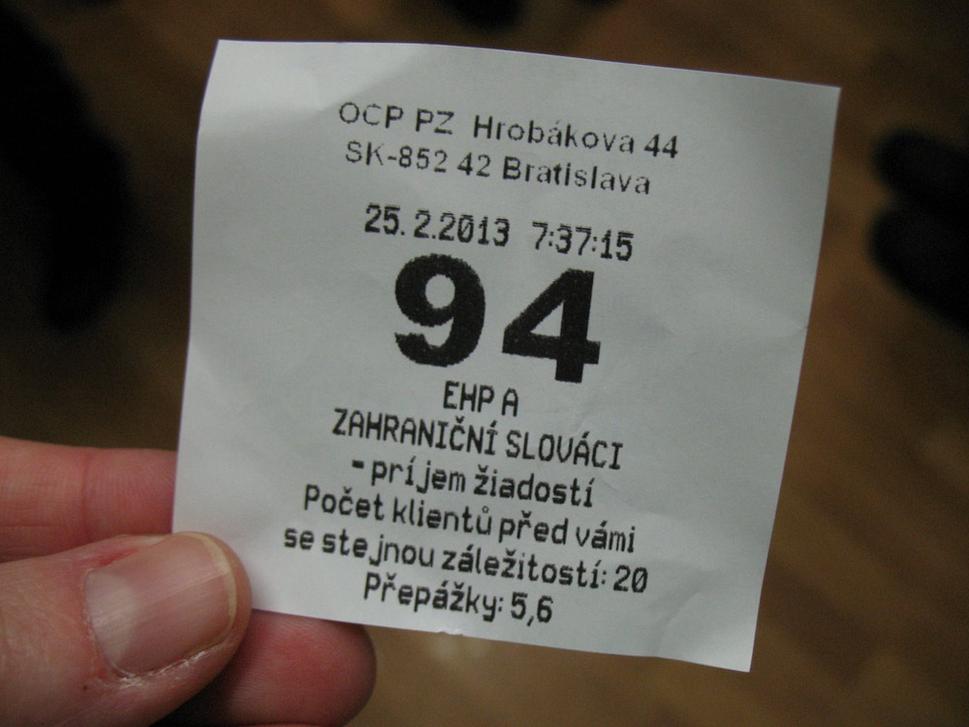 OCP PZ Hrobákova 44
SK-852 42 Bratislava
25.2.2013 7:37:15
94
EHP A
ZAHRANIČNÍ SLOVÁCI
- príjem žiadostí
Počet klientů před vámi
se stejnou záležitostí: 20
Přepážky: 5,6